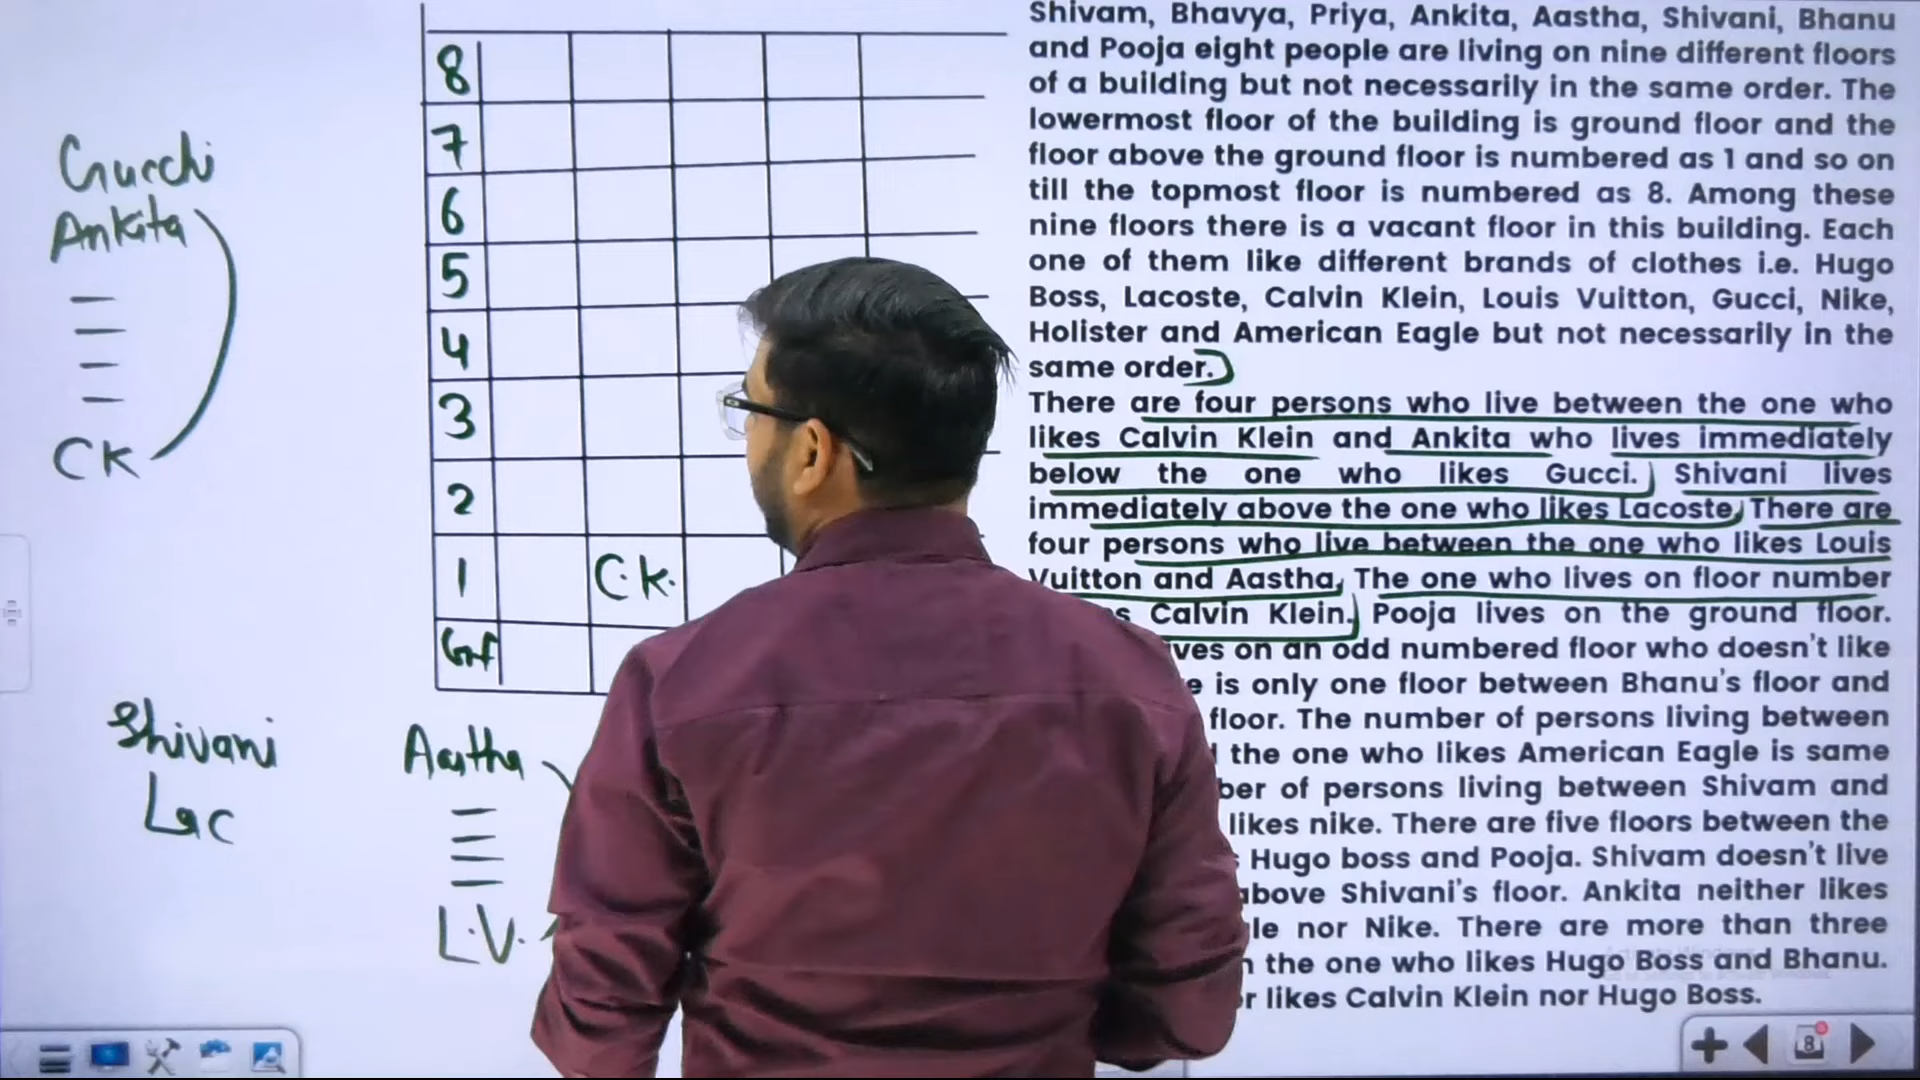 Shivam, Bhavya, Priya, Ankita, Aastha, Shivani, Bhanu
and Pooja eight people are living on nine different floors
of a building but not necessarily in the same order. The
lowermost floor of the building is ground floor and the
floor above the ground floor is numbered as 1 and so on
till the topmost floor is numbered as 8. Among these
nine floors there is a vacant floor in this building. Each
one of them like different brands of clothes i.e. Hugo
Boss, Lacoste, Calvin Klein, Louis Vuitton, Gucci, Nike,
Holister and American Eagle but not necessarily in the
same order.
There are four persons who live between the one who
likes Calvin Klein and Ankita who lives immediately
below the one who likes Gucci. Shivani lives
immediately above the one who likes Lacoste. There are
four persons who live between the one who likes Louis
Vuitton and Aastha. The one who lives on floor number
Calvin Klein. Pooja lives on the ground floor.
on an odd numbered floor who doesn't like
is only one floor between Bhanu's floor and
floor. The number of persons living between
the one who likes American Eagle is same
of persons living between Shivam and
likes nike. There are five floors between the
Hugo boss and Pooja. Shivam doesn't live
above Shivani's floor. Ankita neither likes
nor Nike. There are more than three
the one who likes Hugo Boss and Bhanu.
likes Calvin Klein nor Hugo Boss.
8
7
6
5
4
3
2
1 C.K.
Grf
Gucchi
Ankita
CK
Shivani
Lac
Aastha
L.V.
8